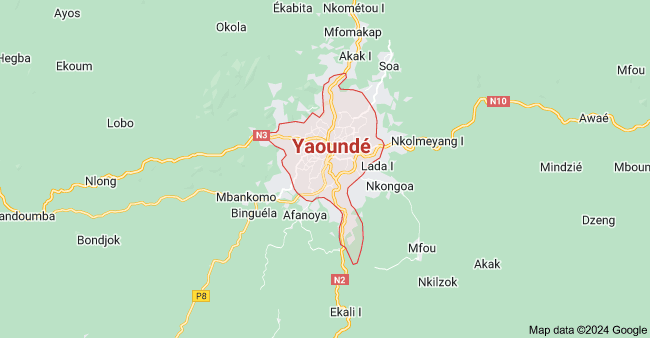 Ayos
Ékabita
Nkométou I
Okola
Mfomakap
Akak I
Hegba
Ekoum
Soa
Mfou
N10
Awaé
Lobo
N3
Yaoundé
Nkolmeyang I
Lada I
Mindzié
Mboun
Nlong
Nkongoa
Mbankomo
andoumba
Binguéla
Afanoya
Dzeng
Bondjok
Mfou
Akak
N2
Nkilzok
P8
Ekali I
Map data ©2024 Google